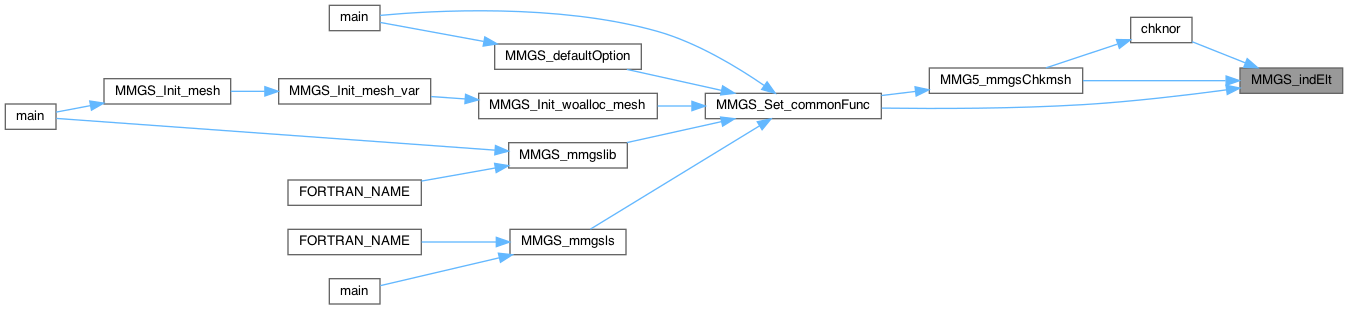 main
chknor
MMGS_defaultOption
MMG5_mmgsChkmsh
MMGS_indElt
MMGS_Init_mesh
MMGS_Init_mesh_var
MMGS_Init_woalloc_mesh
MMGS_Set_commonFunc
main
MMGS_mmgslib
FORTRAN_NAME
FORTRAN_NAME
MMGS_mmgsls
main